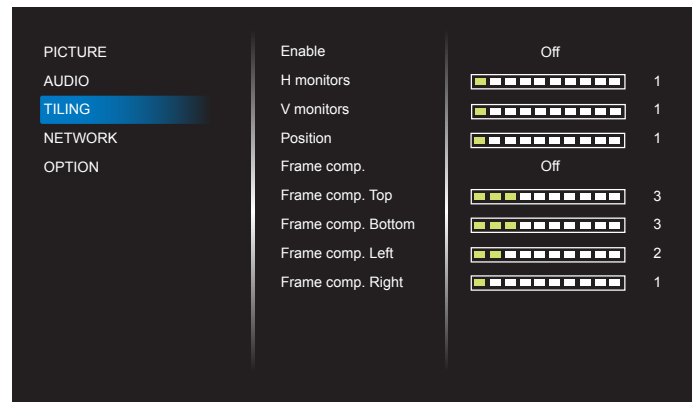 PICTURE
AUDIO
TILING
NETWORK
OPTION
Enable Off
H monitors 1
V monitors 1
Position 1
Frame comp. Off
Frame comp. Top 3
Frame comp. Bottom 3
Frame comp. Left 2
Frame comp. Right 1